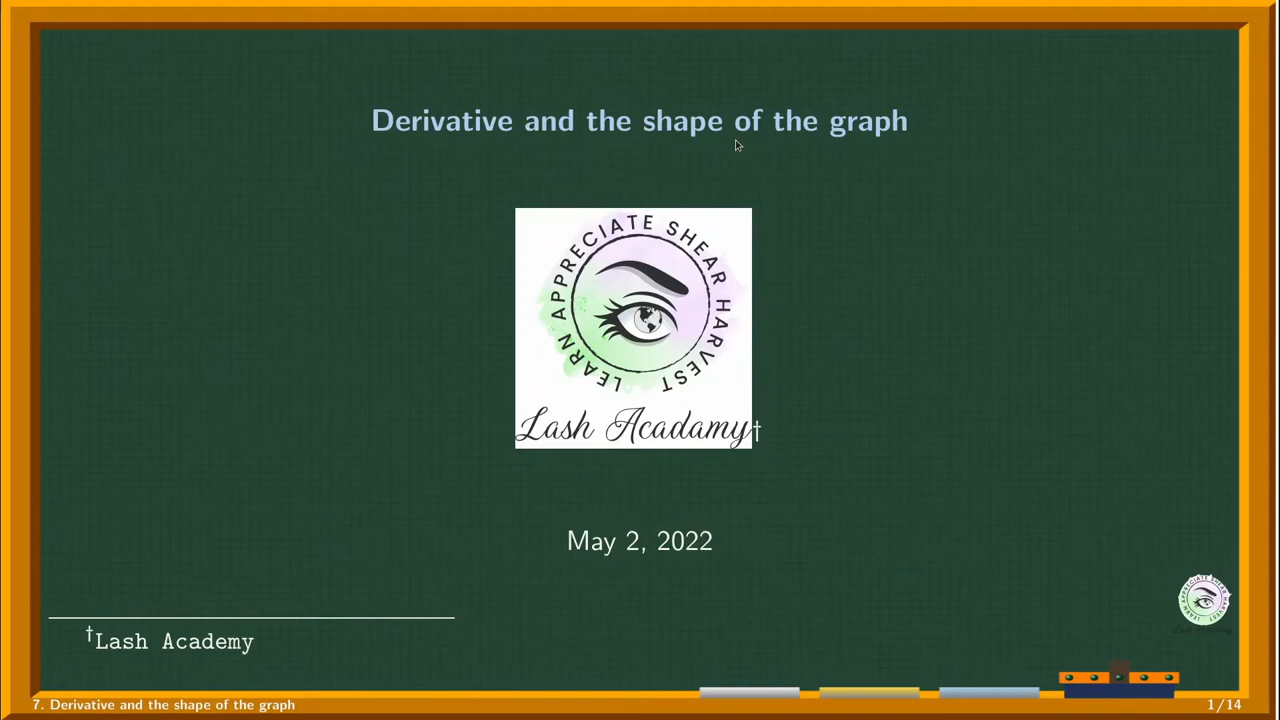 Derivative and the shape of the graph
LEARN APPRECIATE SHEAR HARVEST
Lash Acadamy†
May 2, 2022
†Lash Academy
7. Derivative and the shape of the graph
1/14